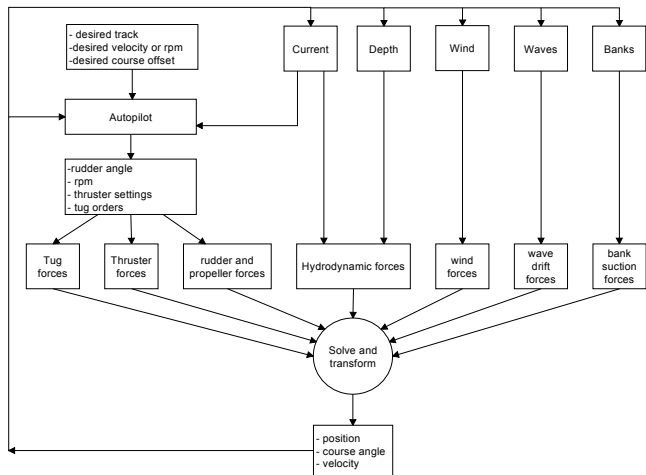 - desired track
-desired velocity or rpm
-desired course offset
Current
Depth
Wind
Waves
Banks
Autopilot
-rudder angle
- rpm
- thruster settings
- tug orders
Tug
forces
Thruster
forces
rudder and
propeller forces
Hydrodynamic forces
wind
forces
wave
drift
forces
bank
suction
forces
Solve and
transform
- position
- course angle
- velocity